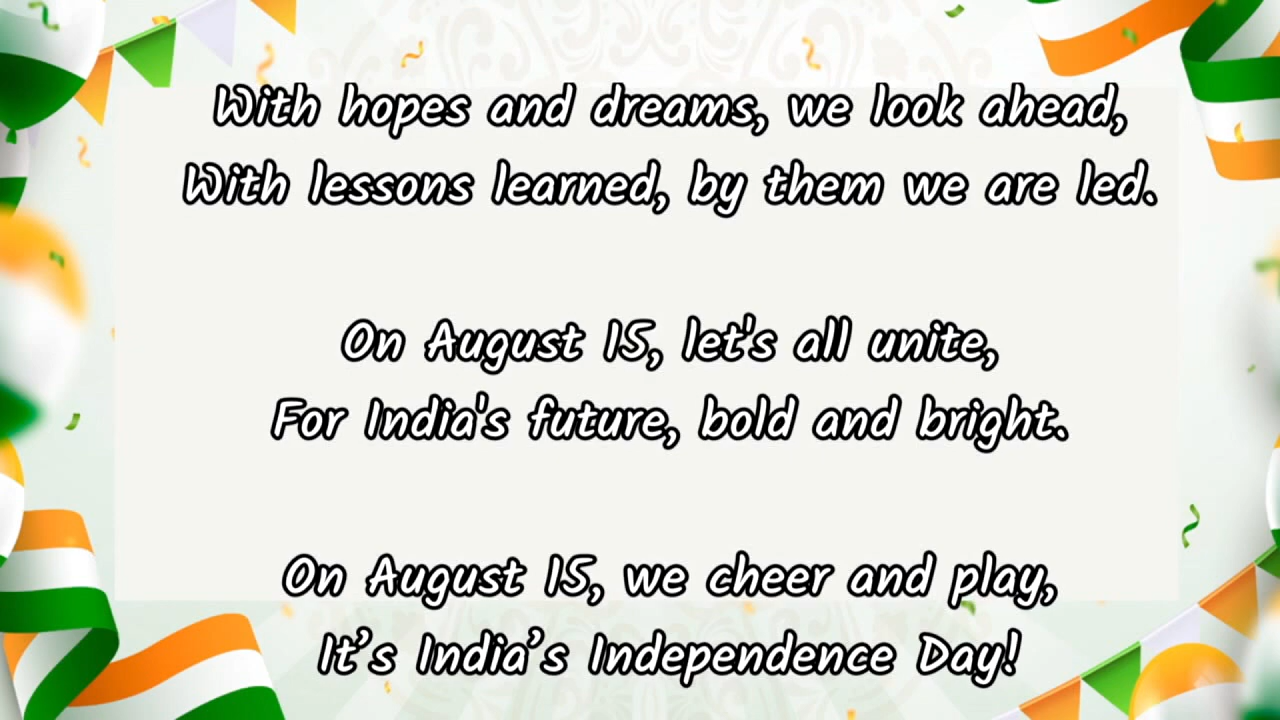 With hopes and dreams, we look ahead,
With lessons learned, by them we are led.
On August 15, let's all unite,
For India's future, bold and bright.
On August 15, we cheer and play,
It’s India’s Independence Day!